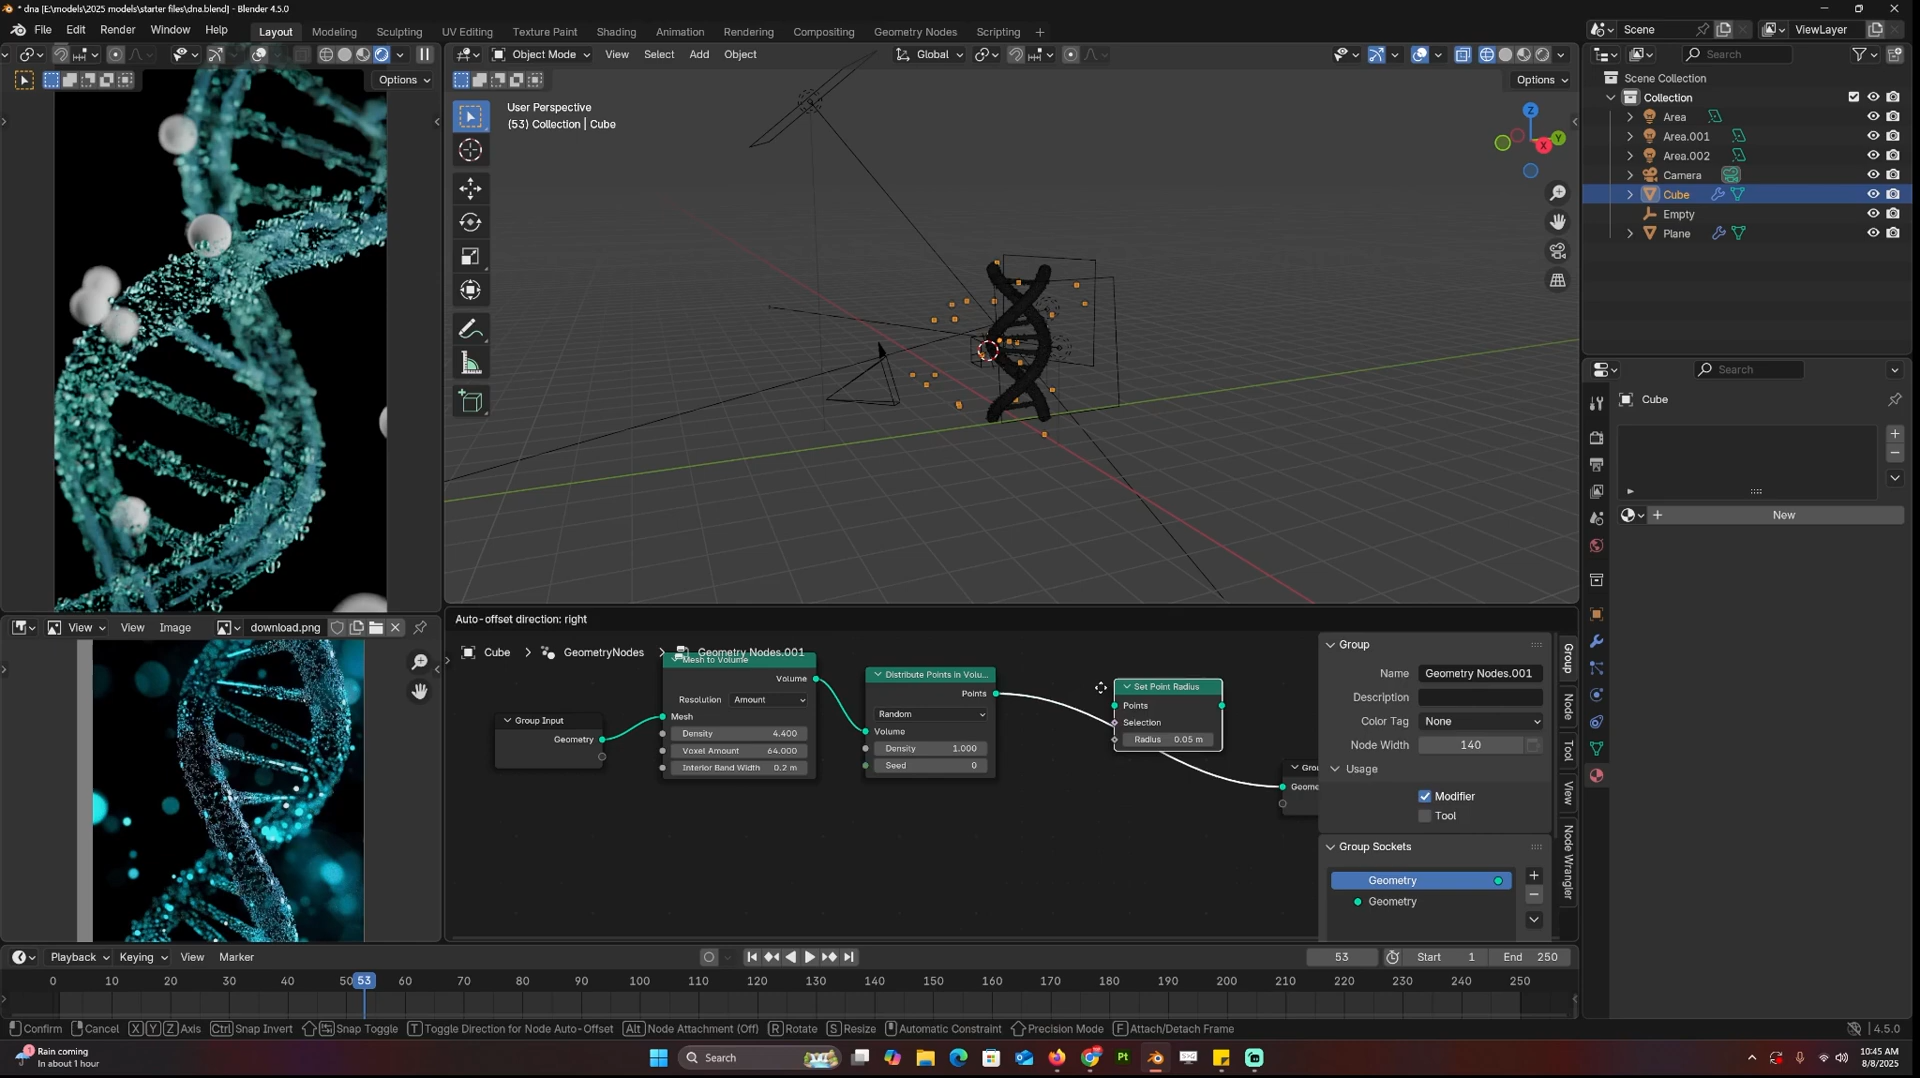 * dna [E:\models\2025 models\starter files\dna.blend] - Blender 4.5.0
File Edit Render Window Help
Layout Modeling Sculpting UV Editing Texture Paint Shading Animation Rendering Compositing Geometry Nodes Scripting +
Scene ViewLayer
Object Mode View Select Add Object Global
Search
Options
Options
User Perspective
(53) Collection | Cube
Z
Y
X
Scene Collection
Collection
Area
Area.001
Area.002
Camera
Cube
Empty
Plane
Search
Cube
New
View View Image download.png
Auto-offset direction: right
Cube > GeometryNodes > Geometry Nodes.001
Group Input
Geometry
Mesh to Volume
Volume
Resolution Amount
Mesh
Density 4.400
Voxel Amount 64.000
Interior Band Width 0.2 m
Distribute Points in Volu...
Points
Random
Volume
Density 1.000
Seed 0
Set Point Radius
Points
Selection
Radius 0.05 m
Grou
Geome
Group
Name Geometry Nodes.001
Description
Color Tag None
Node Width 140
Usage
Modifier
Tool
Group Sockets
Geometry
Geometry
Group
Node
Tool
View
Node Wrangler
Playback Keying View Marker
53 Start 1 End 250
0 10 20 30 40 50 53 60 70 80 90 100 110 120 130 140 150 160 170 180 190 200 210 220 230 240 250
Confirm Cancel X Y Z Axis Ctrl Snap Invert Snap Toggle T Toggle Direction for Node Auto-Offset Alt Node Attachment (Off) R Rotate S Resize Automatic Constraint Precision Mode F Attach/Detach Frame
4.5.0
Rain coming
In about 1 hour
Search
Pt
10:45 AM
8/8/2025